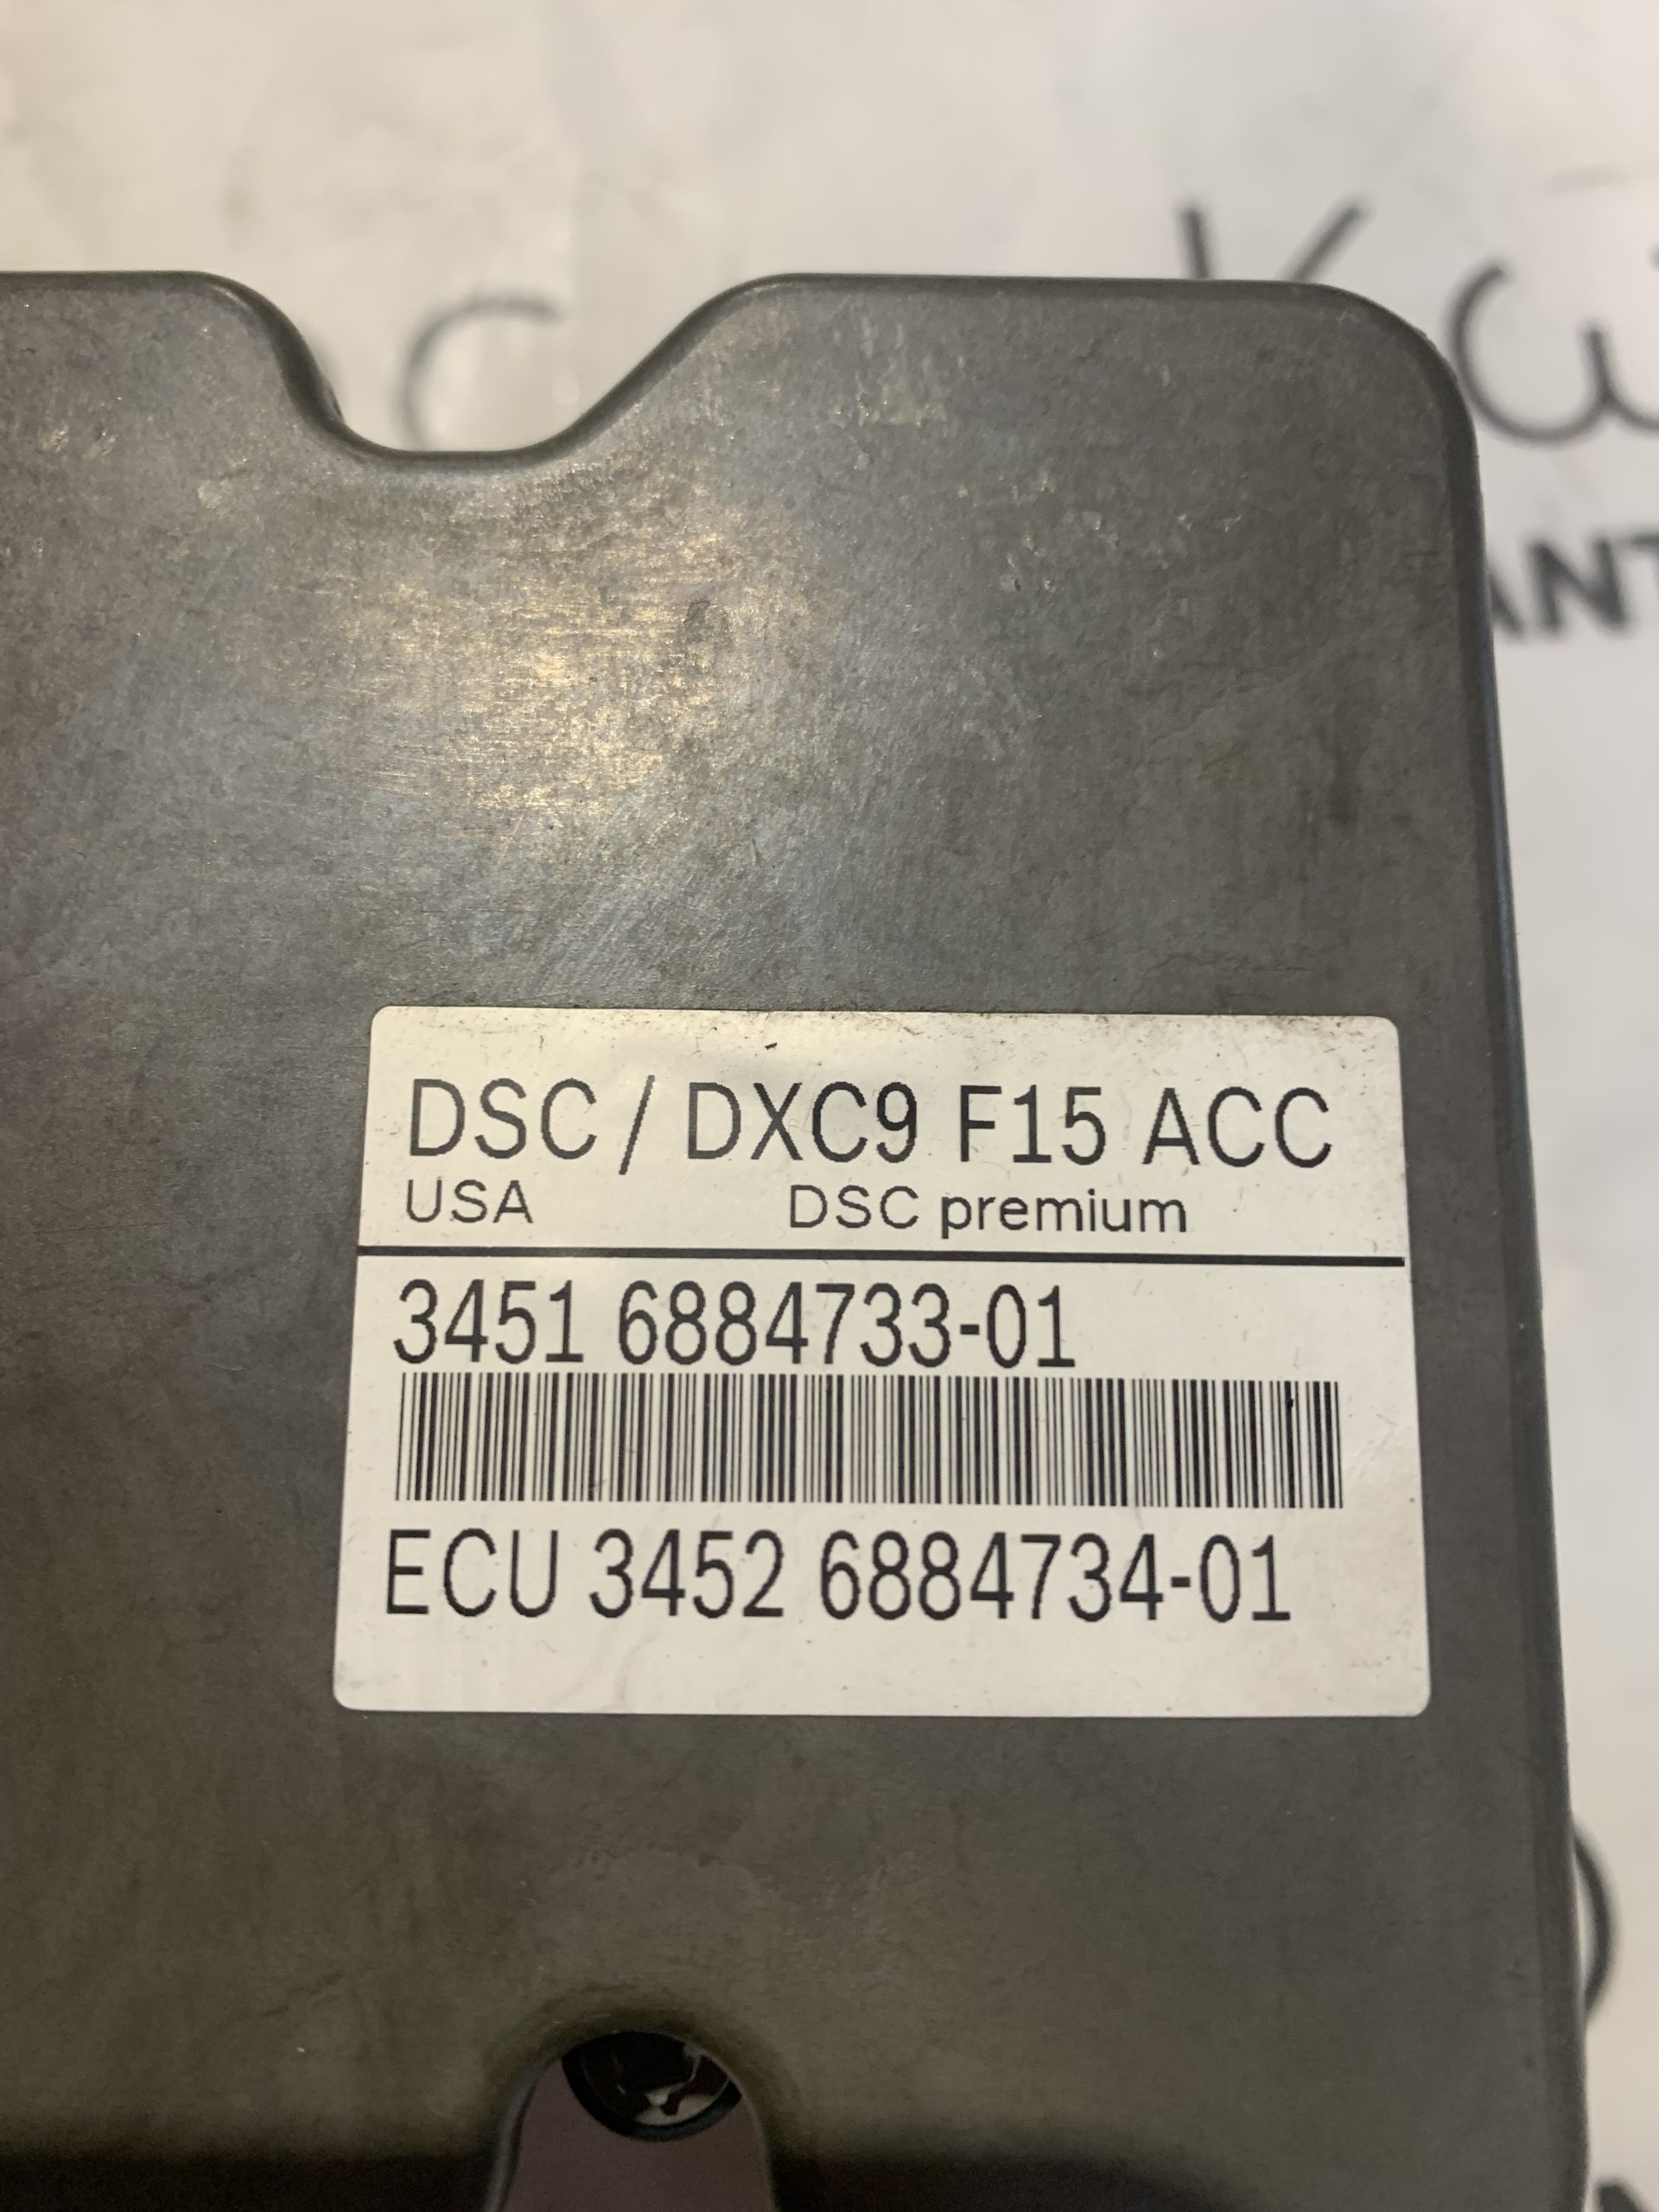 DSC / DXC9 F15 ACC
USA DSC premium
3451 6884733-01
ECU 3452 6884734-01